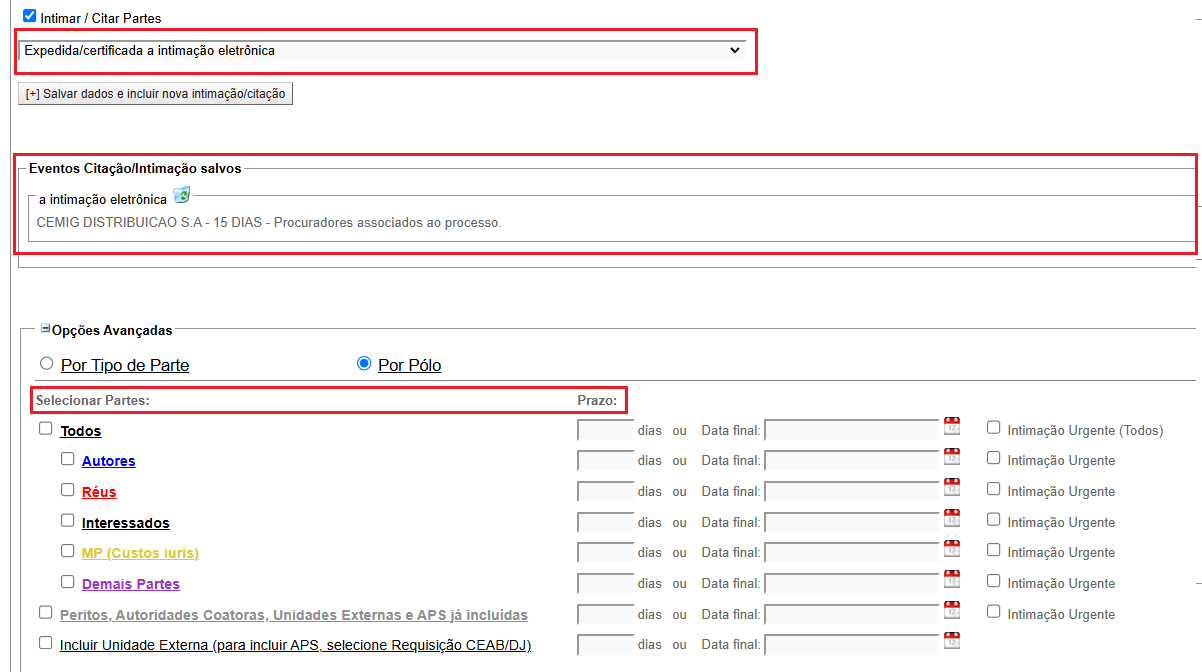 Intimar / Citar Partes
Expedida/certificada a intimação eletrônica
[+] Salvar dados e incluir nova intimação/citação
Eventos Citação/Intimação salvos
a intimação eletrônica
CEMIG DISTRIBUICAO S.A - 15 DIAS - Procuradores associados ao processo.
Opções Avançadas
Por Tipo de Parte Por Pólo
Selecionar Partes: Prazo:
Todos dias ou Data final: Intimação Urgente (Todos)
Autores dias ou Data final: Intimação Urgente
Réus dias ou Data final: Intimação Urgente
Interessados dias ou Data final: Intimação Urgente
MP (Custos iuris) dias ou Data final: Intimação Urgente
Demais Partes dias ou Data final: Intimação Urgente
Peritos, Autoridades Coatoras, Unidades Externas e APS já incluídas dias ou Data final: Intimação Urgente
Incluir Unidade Externa (para incluir APS, selecione Requisição CEAB/DJ) dias ou Data final: